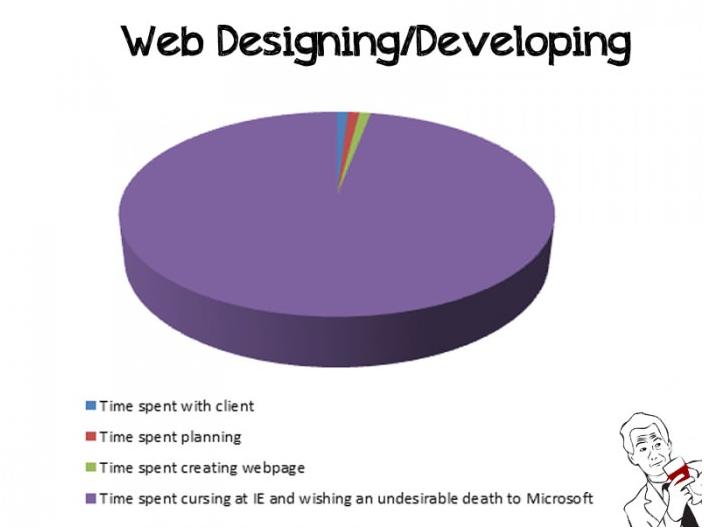 Web Designing/Developing
Time spent with client
Time spent planning
Time spent creating webpage
Time spent cursing at IE and wishing an undesirable death to Microsoft